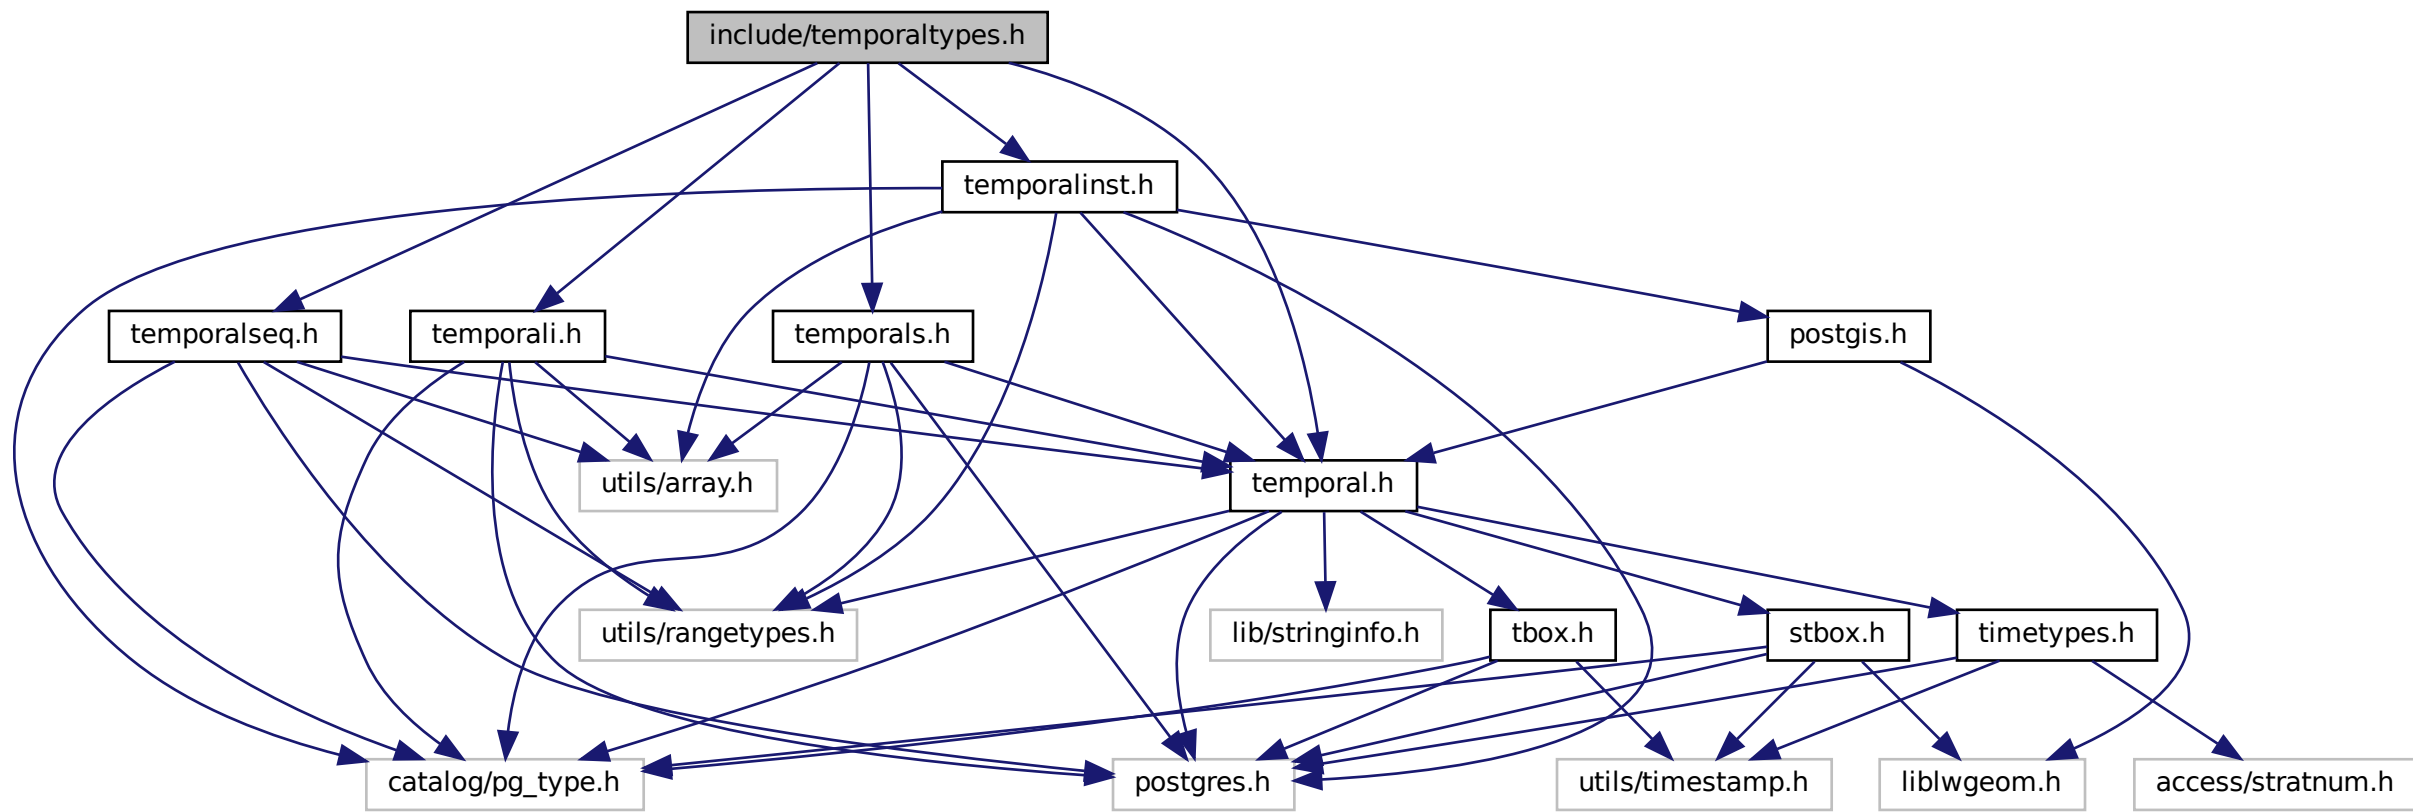 include/temporaltypes.h
temporalinst.h
temporalseq.h
temporali.h
temporals.h
postgis.h
utils/array.h
temporal.h
utils/rangetypes.h
lib/stringinfo.h
tbox.h
stbox.h
timetypes.h
catalog/pg_type.h
postgres.h
utils/timestamp.h
liblwgeom.h
access/stratnum.h